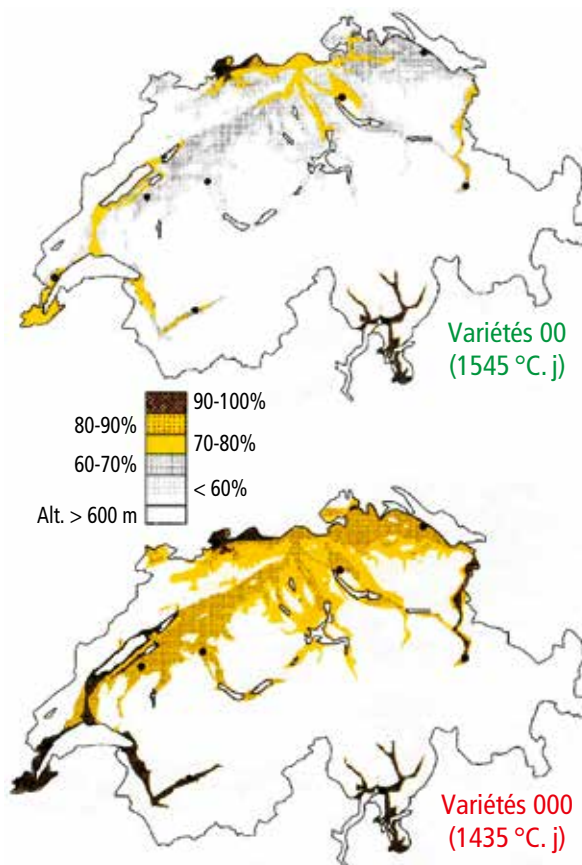 Variétés 00
(1545 °C. j)
90-100%
80-90%
70-80%
60-70%
< 60%
Alt. > 600 m
Variétés 000
(1435 °C. j)